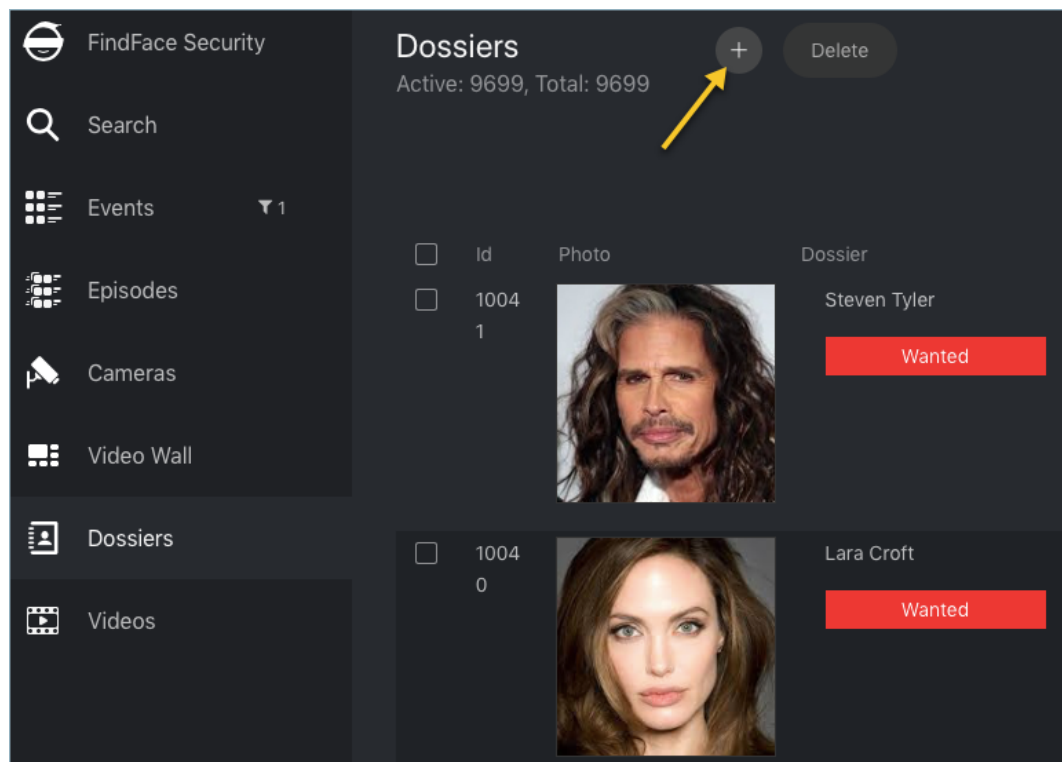 FindFace Security
Search
Events 1
Episodes
Cameras
Video Wall
Dossiers
Videos
Dossiers + Delete
Active: 9699, Total: 9699
Id Photo Dossier
1004
1
Steven Tyler
Wanted
1004
0
Lara Croft
Wanted